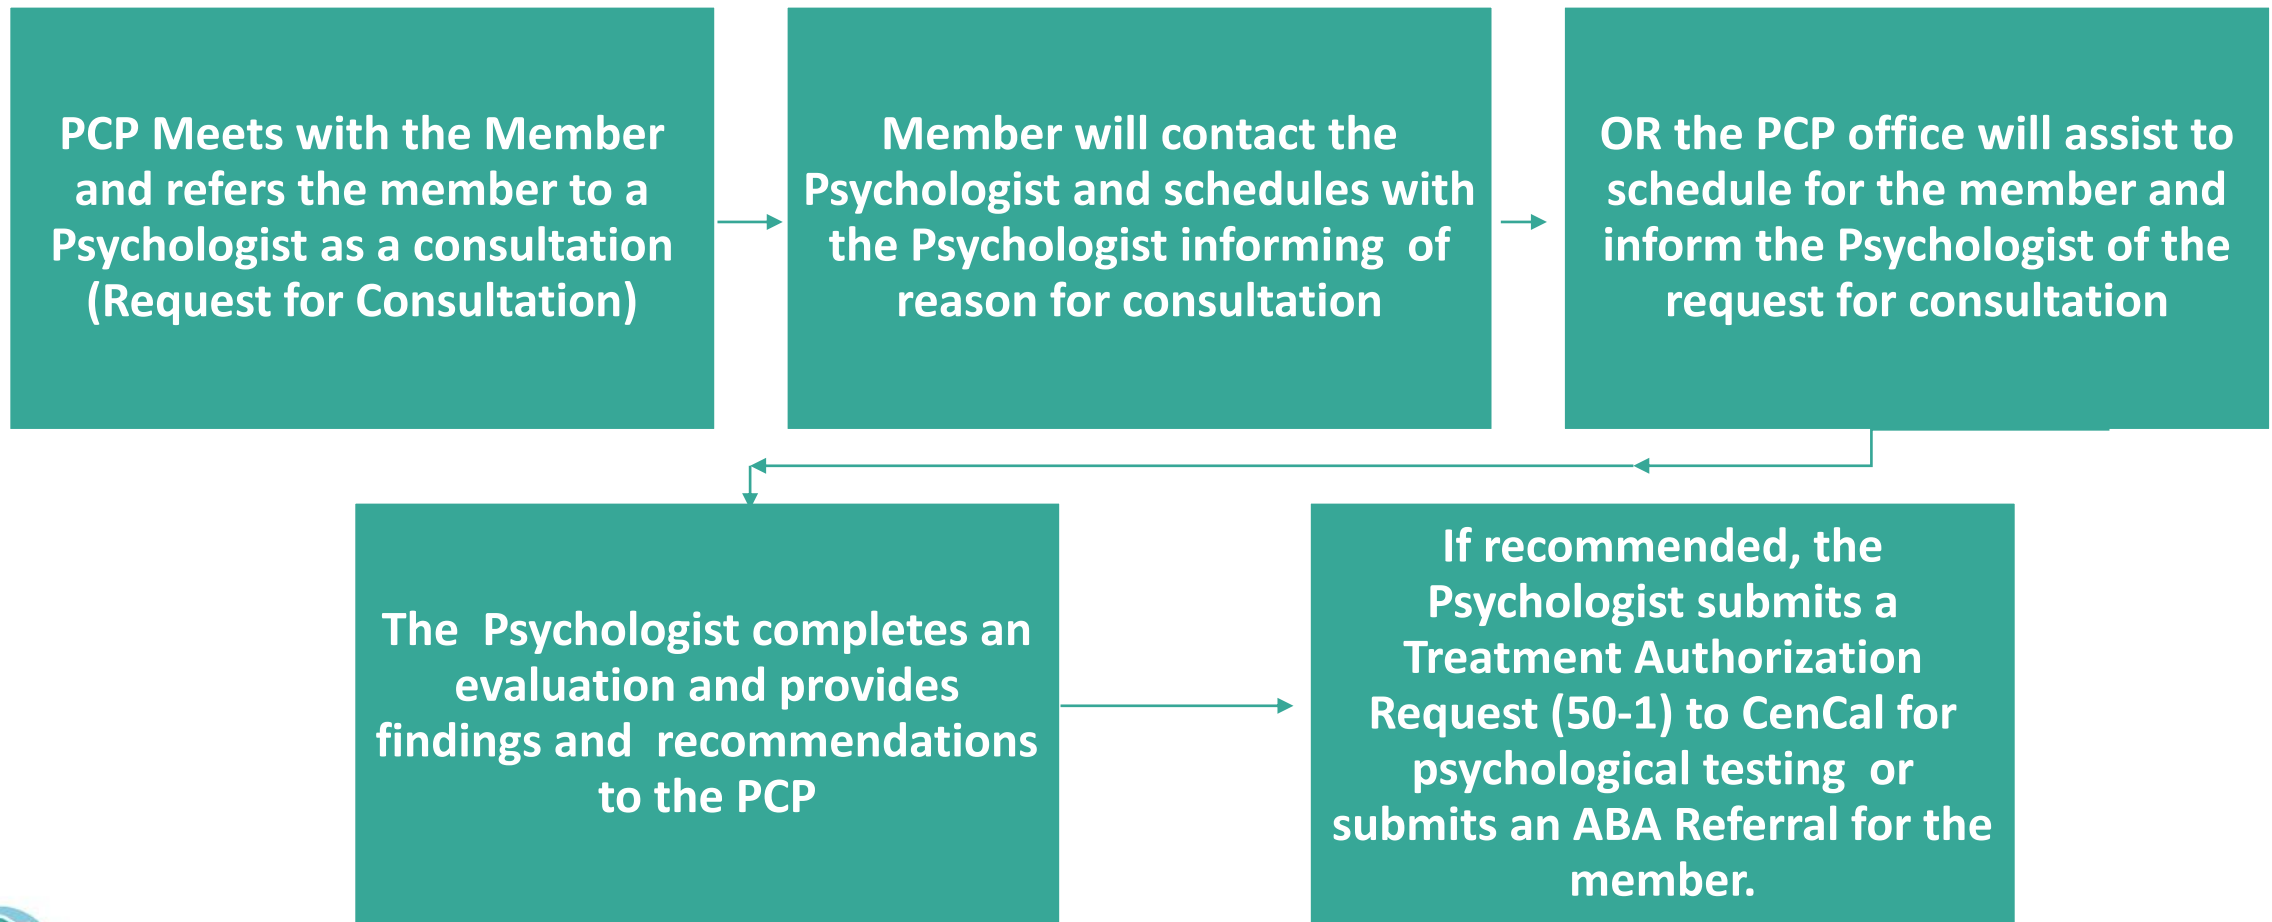 PCP Meets with the Member
and refers the member to a
Psychologist as a consultation
(Request for Consultation)
Member will contact the
Psychologist and schedules with
the Psychologist informing  of
reason for consultation
OR the PCP office will assist to
schedule for the member and
inform the Psychologist of the
request for consultation
The  Psychologist completes an
evaluation and provides
findings and  recommendations
to the PCP
If recommended, the
Psychologist submits a
Treatment Authorization
Request (50-1) to CenCal for
psychological testing  or
submits an ABA Referral for the
member.